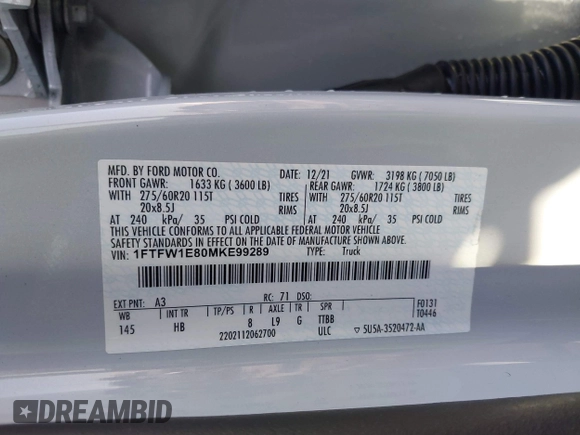 MFD. BY FORD MOTOR CO. DATE: 12/21 GVWR: 3198 KG ( 7050 LB)
FRONT GAWR: 1633 KG ( 3600 LB) REAR GAWR: 1724 KG ( 3800 LB)
WITH 275/60R20 115T TIRES WITH 275/60R20 115T TIRES
20x8.5J RIMS 20x8.5J RIMS
AT 240 kPa/ 35 PSI COLD AT 240 kPa/ 35 PSI COLD
THIS VEHICLE CONFORMS TO ALL APPLICABLE FEDERAL MOTOR VEHICLE
SAFETY AND THEFT PREVENTION STANDARDS IN EFFECT ON THE DATE OF MANUFACTURE SHOWN ABOVE.
VIN: 1FTFW1E80MKE99289 TYPE: Truck
EXT PNT: A3 RC: 71 DSO: F0131
WB INT TR TP/PS R AXLE TR SPR T0446
145 HB 8 L9 G TTBB
2202112062700 ULC ▽ 5U5A-3520472-AA
DREAMBID